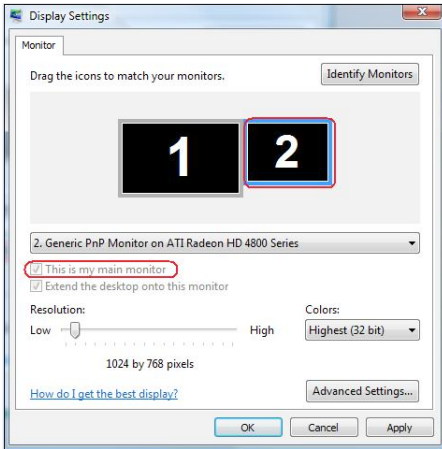 Display Settings
Monitor
Drag the icons to match your monitors.
Identify Monitors
1
2
2. Generic PnP Monitor on ATI Radeon HD 4800 Series
This is my main monitor
Extend the desktop onto this monitor
Resolution:
Colors:
Low
High
Highest (32 bit)
1024 by 768 pixels
How do I get the best display?
Advanced Settings...
OK
Cancel
Apply